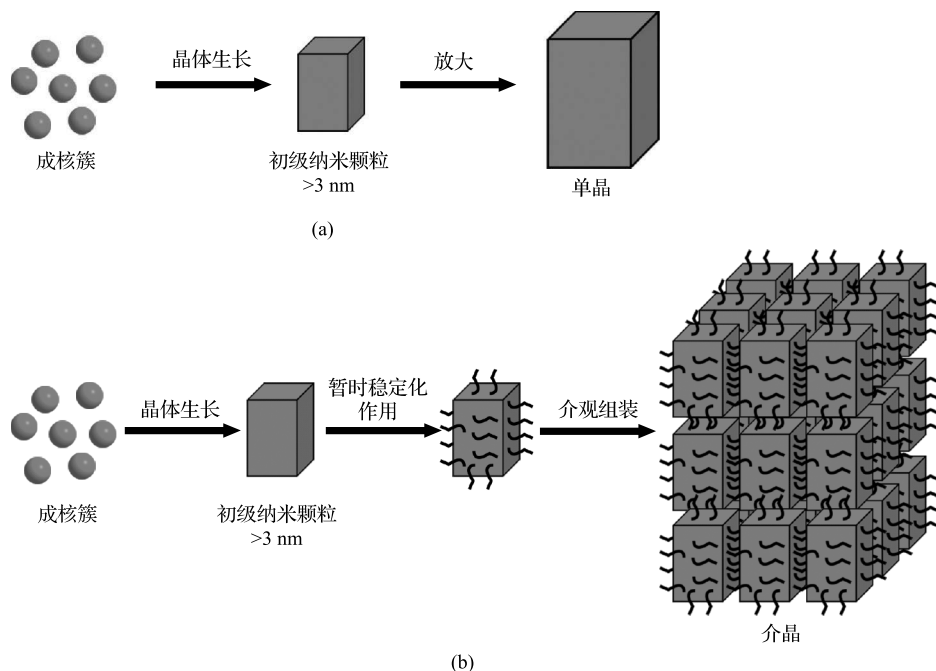 晶体生长
放大
成核簇
初级纳米颗粒
>3 nm
单晶
(a)
晶体生长
暂时稳定化
作用
介观组装
成核簇
初级纳米颗粒
>3 nm
介晶
(b)